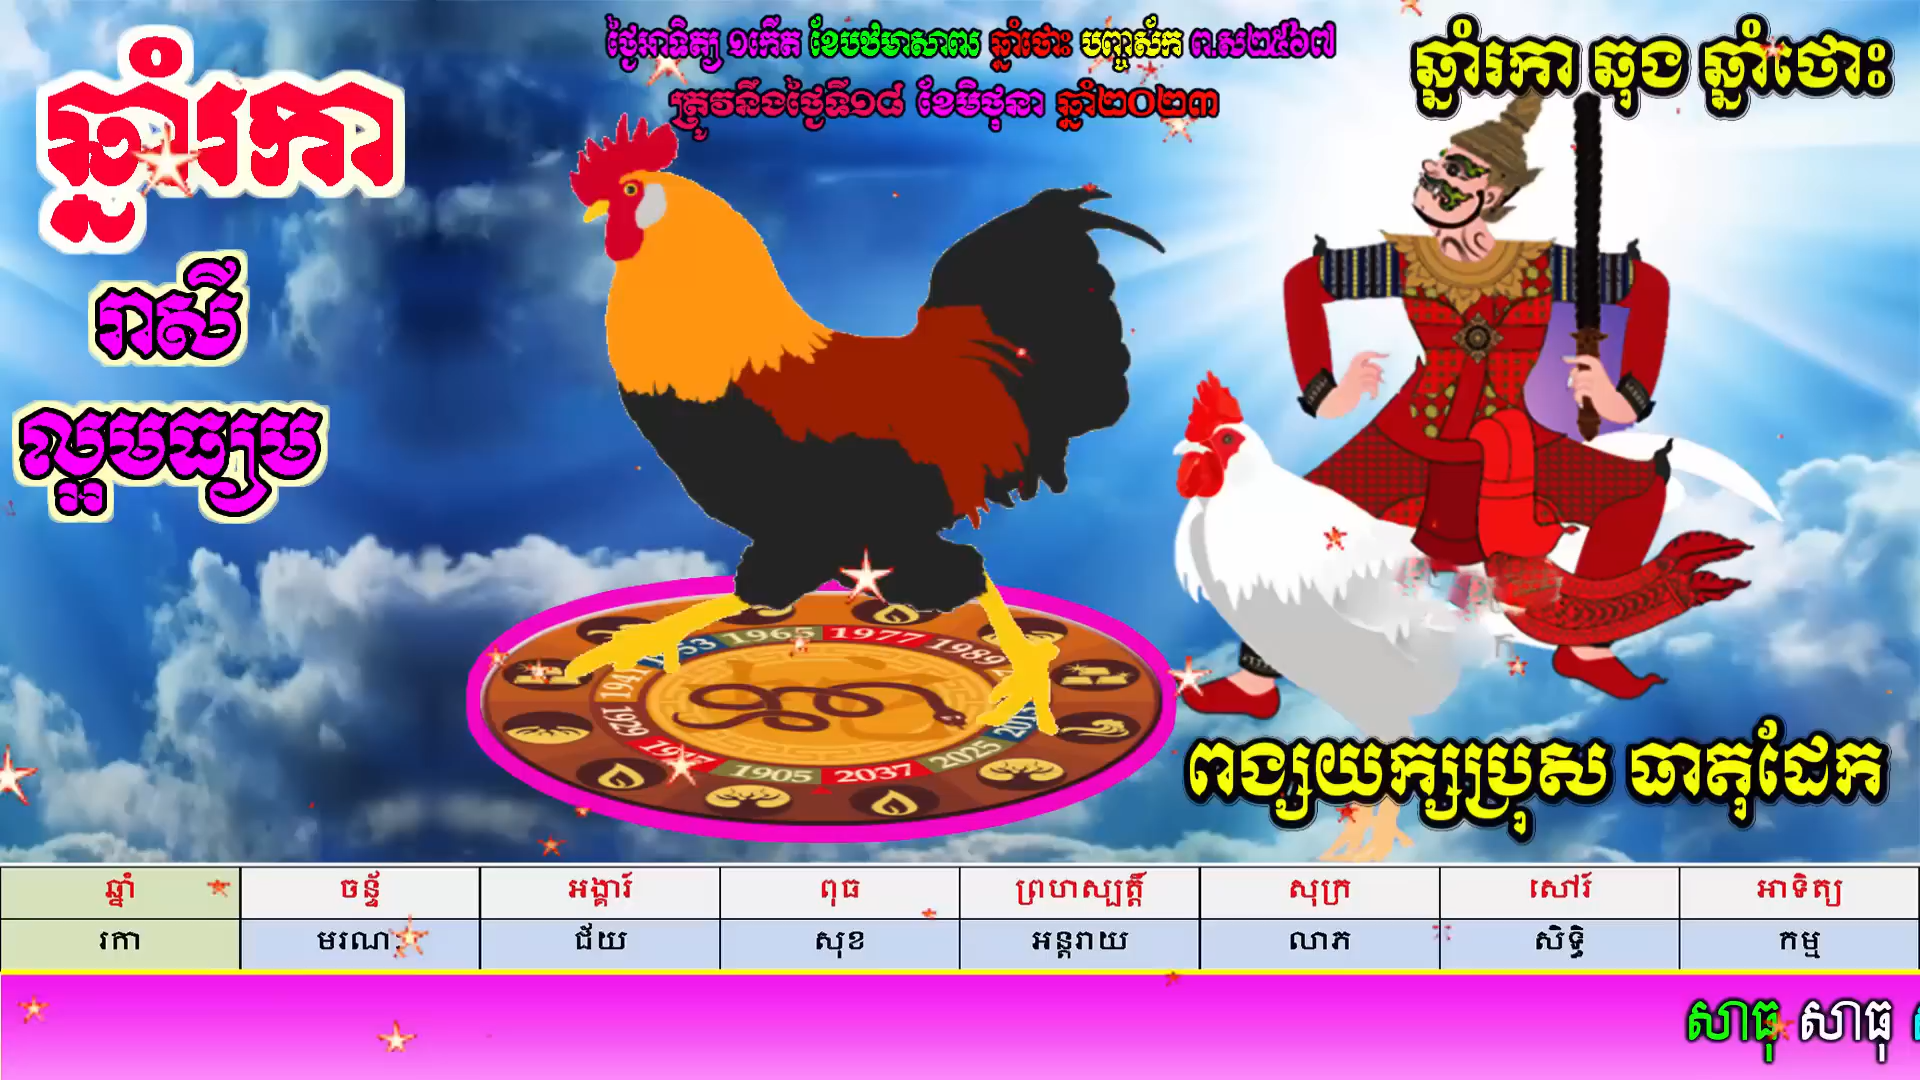 ថ្ងៃអាទិត្យ ១កើត ខែបឋមាសាឍ ឆ្នាំថោះ បញ្ចស័ក ព.ស២៥៦៧
ត្រូវនឹងថ្ងៃទី១៨ ខែមិថុនា ឆ្នាំ២០២៣
ឆ្នាំរកា ឆុង ឆ្នាំថោះ
ឆ្នាំរកា
រាសី
ល្អមធ្យម
1965 1977 1989
1929
1905 2037 2025
ពង្សយក្សប្រុស ធាតុដែក
ឆ្នាំ ចន្ទ័ អង្គារ៍ ពុធ ព្រហស្បត្តិ៍ សុក្រ សៅរ៍ អាទិត្យ
រកា មរណៈ ជ័យ សុខ អន្តរាយ លាភ សិទ្ធិ កម្ម
សាធុ សាធុ